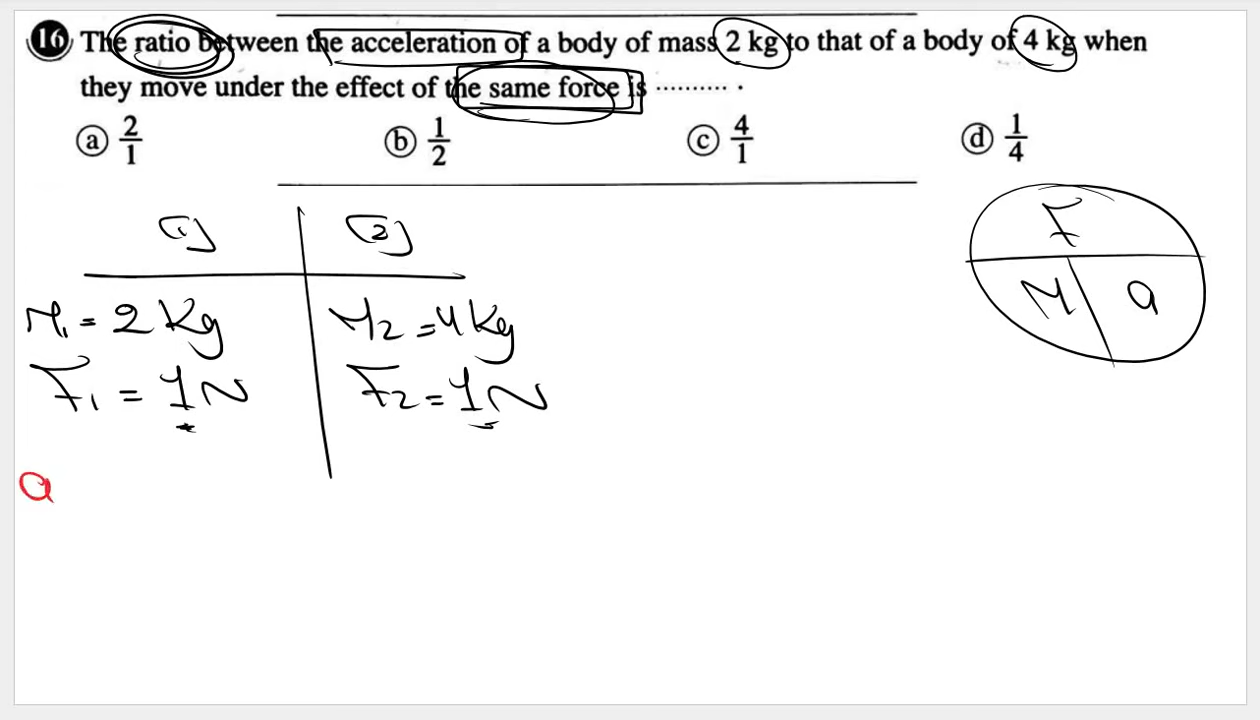 16 The ratio between the acceleration of a body of mass 2 kg to that of a body of 4 kg when
they move under the effect of the same force is .......... .
ⓐ 2/1 ⓑ 1/2 ⓒ 4/1 ⓓ 1/4
(1) (2)
F
M a
M₁ = 2 Kg M₂ = 4 Kg
F₁ = 1 N F₂ = 1 N
a